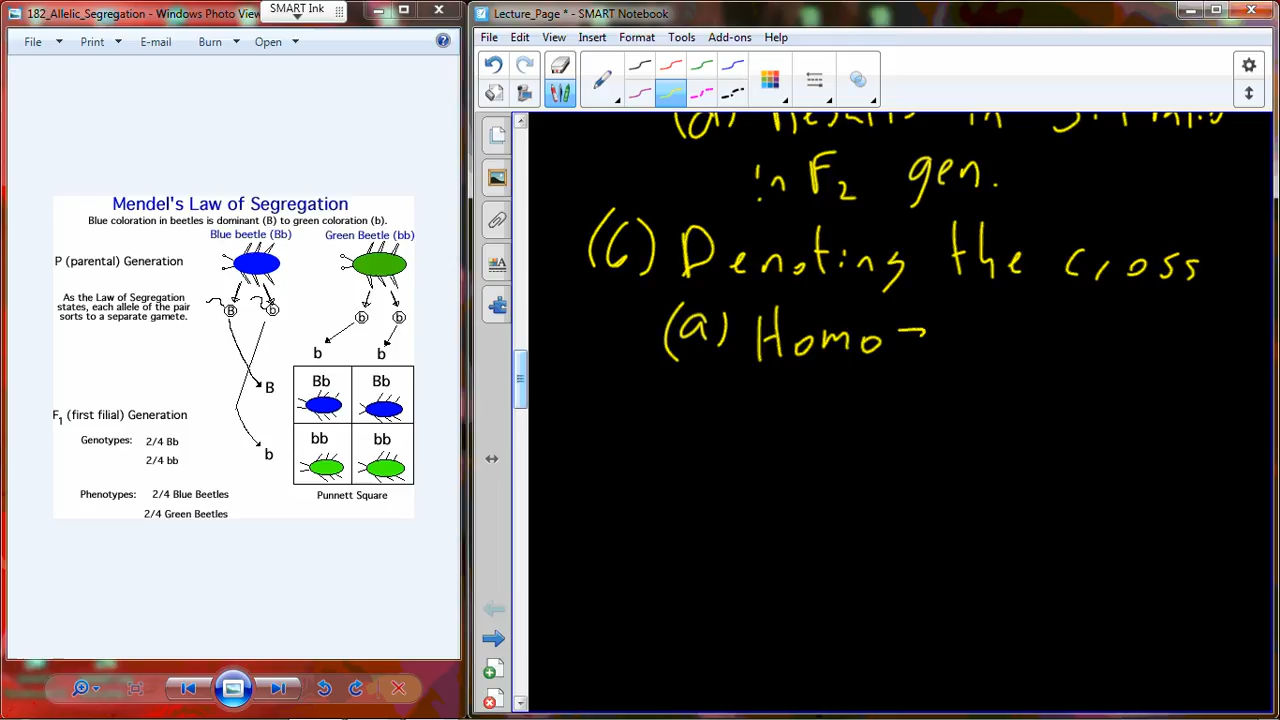 182_Allelic_Segregation - Windows Photo View
SMART Ink
File Print E-mail Burn Open
Mendel's Law of Segregation
Blue coloration in beetles is dominant (B) to green coloration (b).
Blue beetle (Bb) Green Beetle (bb)
P (parental) Generation
As the Law of Segregation
states, each allele of the pair
sorts to a separate gamete.
B b b b
b b
B Bb Bb
F1 (first filial) Generation
Genotypes: 2/4 Bb
2/4 bb
b bb bb
Phenotypes: 2/4 Blue Beetles
2/4 Green Beetles
Punnett Square
Lecture_Page * - SMART Notebook
File Edit View Insert Format Tools Add-ons Help
Results in
in F2 gen.
(6) Denoting the cross
(a) Homo